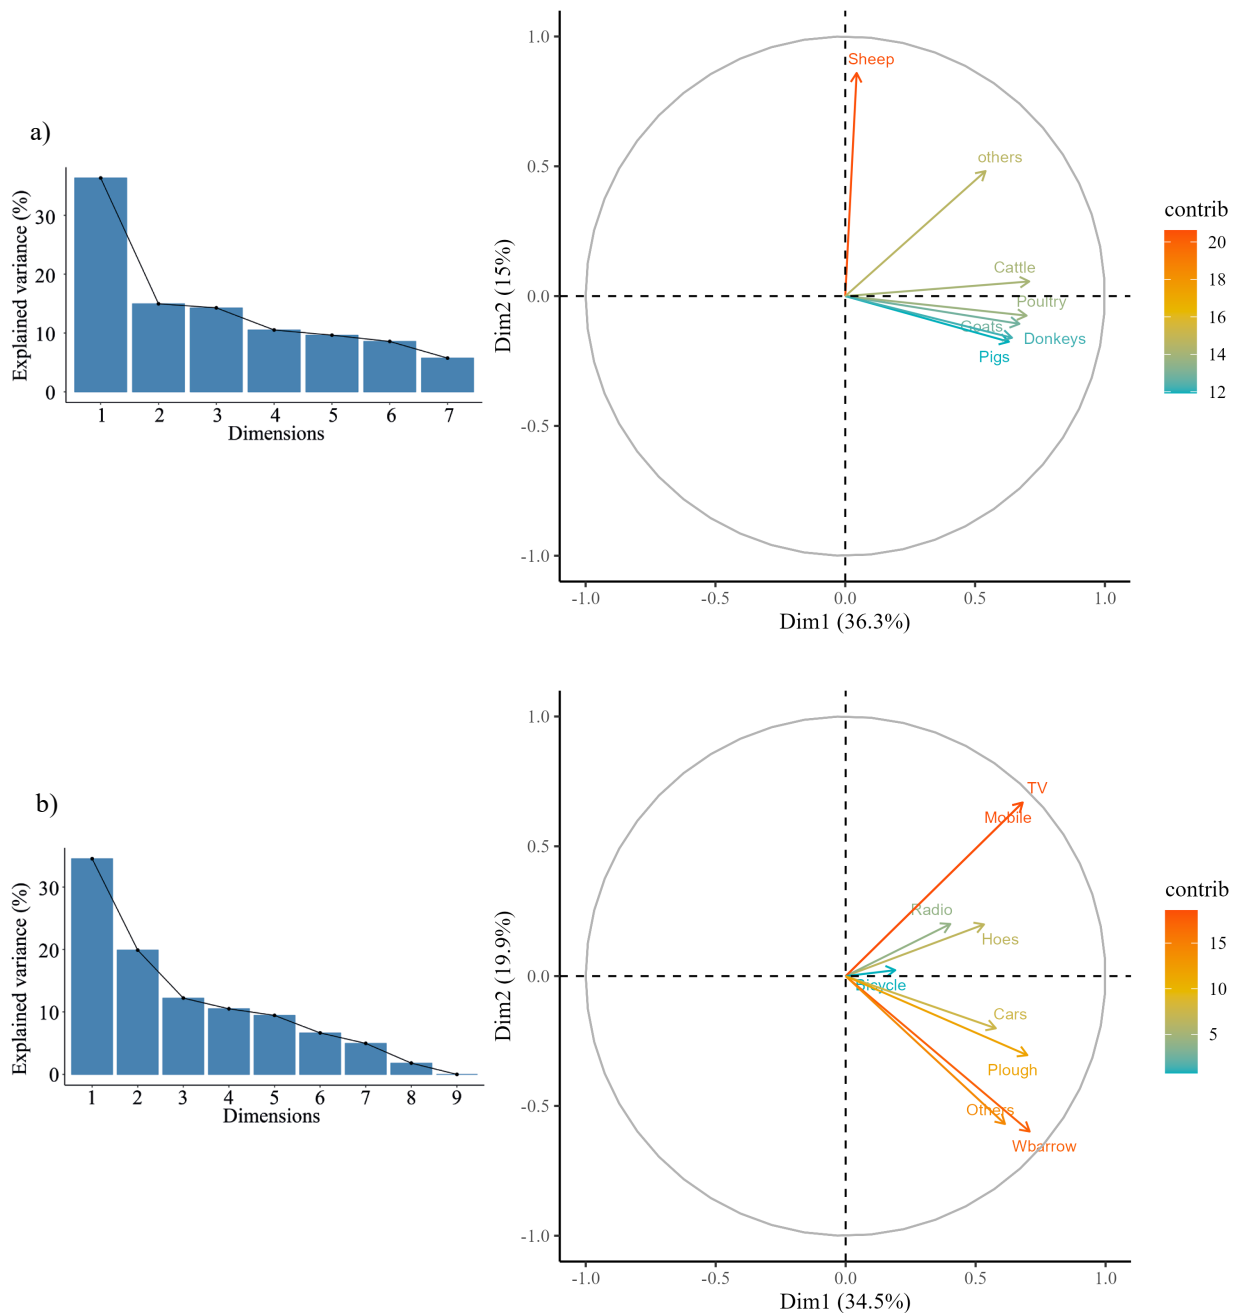 a)
Explained variance (%)
30
20
10
0
1 2 3 4 5 6 7
Dimensions
Dim2 (15%)
1.0
0.5
0.0
-0.5
-1.0
Sheep
others
Cattle
Poultry
Goats
Donkeys
Pigs
-1.0 -0.5 0.0 0.5 1.0
Dim1 (36.3%)
contrib
20
18
16
14
12
b)
Explained variance (%)
30
20
10
0
1 2 3 4 5 6 7 8 9
Dimensions
Dim2 (19.9%)
1.0
0.5
0.0
-0.5
-1.0
TV
Mobile
Radio
Hoes
Bicycle
Cars
Plough
Others
Wbarrow
-1.0 -0.5 0.0 0.5 1.0
Dim1 (34.5%)
contrib
15
10
5